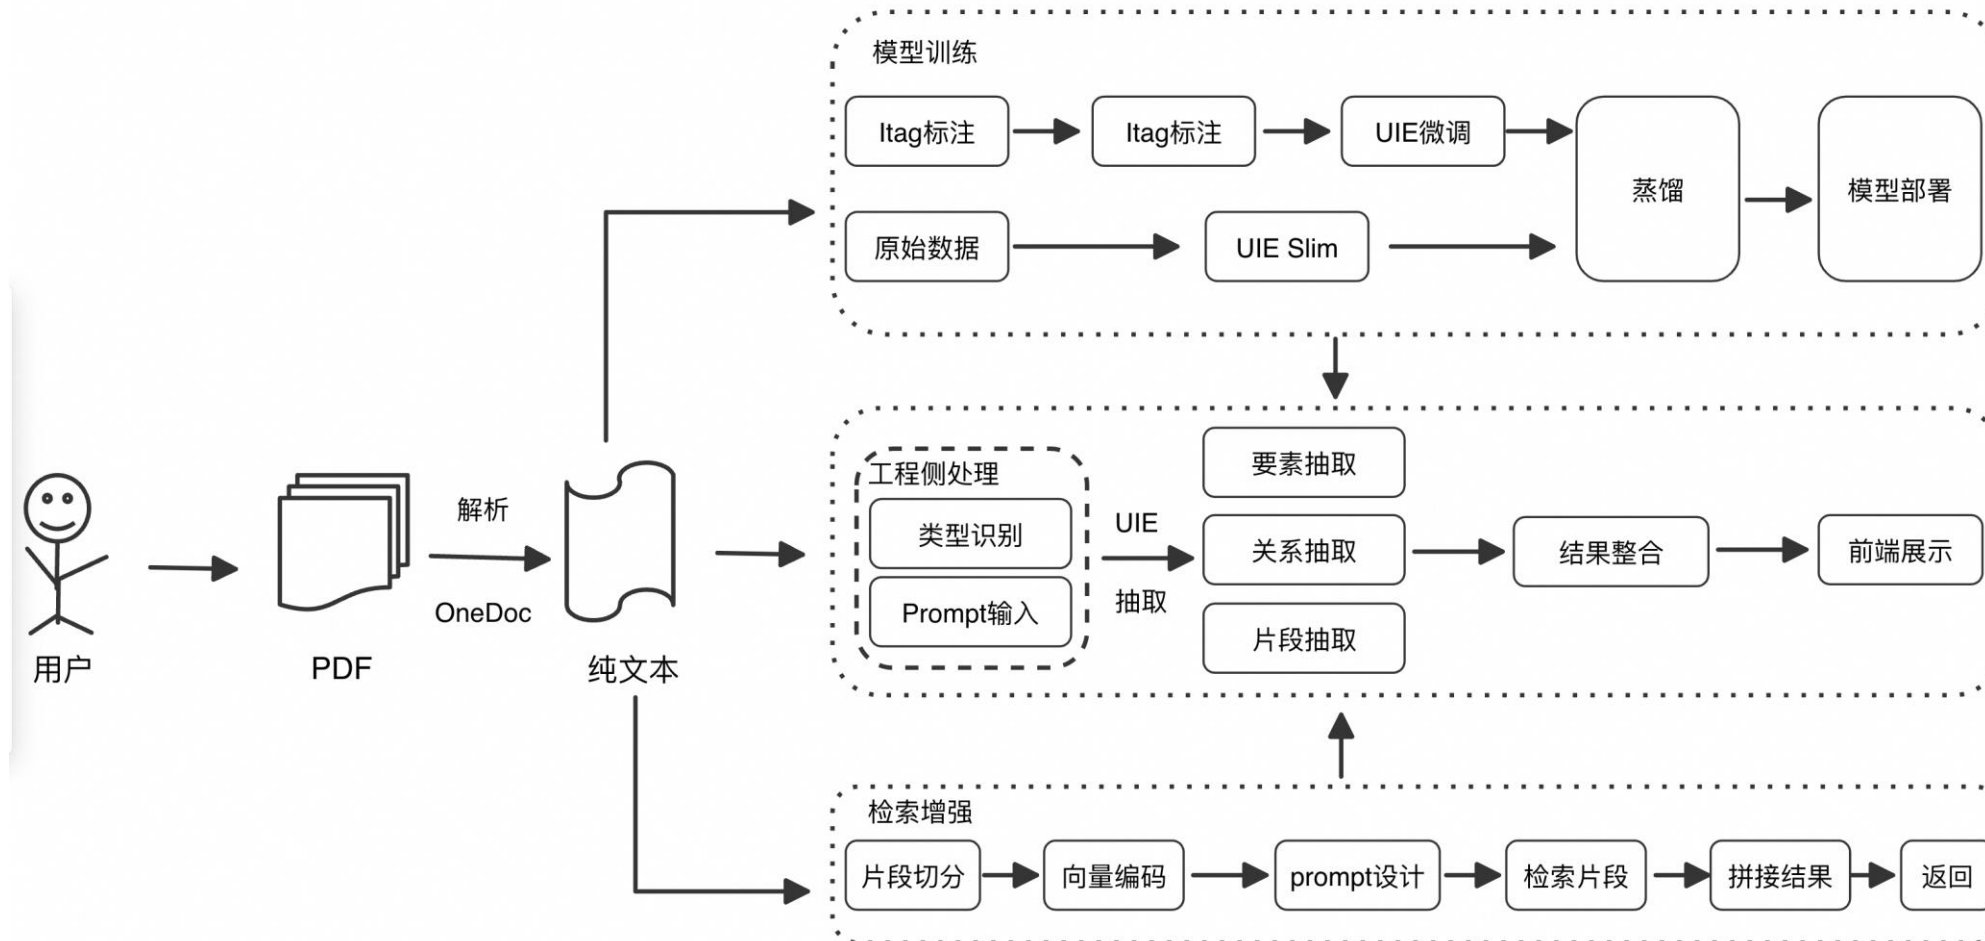 模型训练
Itag标注
Itag标注
UIE微调
蒸馏
模型部署
原始数据
UIE Slim
用户
PDF
解析
OneDoc
纯文本
工程侧处理
类型识别
Prompt输入
UIE
抽取
要素抽取
关系抽取
片段抽取
结果整合
前端展示
检索增强
片段切分
向量编码
prompt设计
检索片段
拼接结果
返回